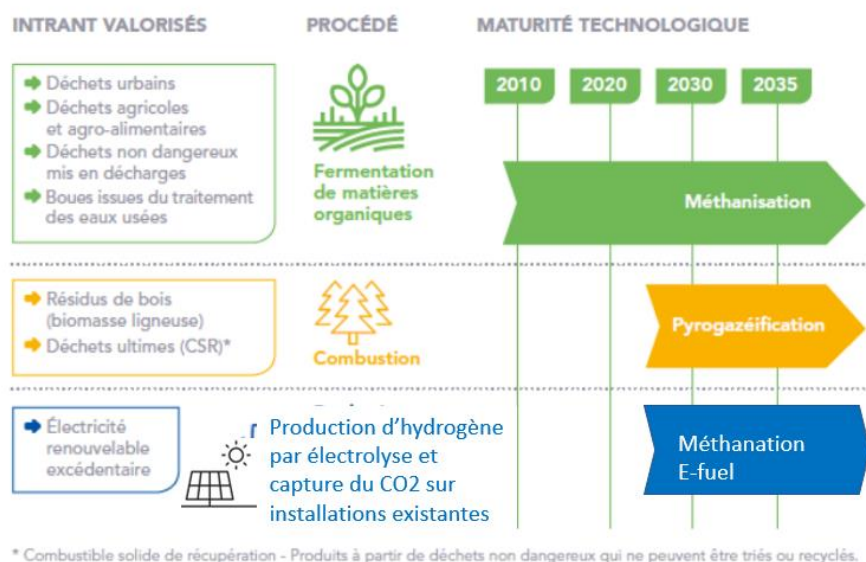 INTRANT VALORISÉS
PROCÉDÉ
MATURITÉ TECHNOLOGIQUE
Déchets urbains
Déchets agricoles
et agro-alimentaires
Déchets non dangereux
mis en décharges
Boues issues du traitement
des eaux usées
Fermentation
de matières
organiques
2010
2020
2030
2035
Méthanisation
Résidus de bois
(biomasse ligneuse)
Déchets ultimes (CSR)*
Combustion
Pyrogazéification
Électricité
renouvelable
excédentaire
Production d'hydrogène
par électrolyse et
capture du CO2 sur
installations existantes
Méthanation
E-fuel
* Combustible solide de récupération - Produits à partir de déchets non dangereux qui ne peuvent être triés ou recyclés.